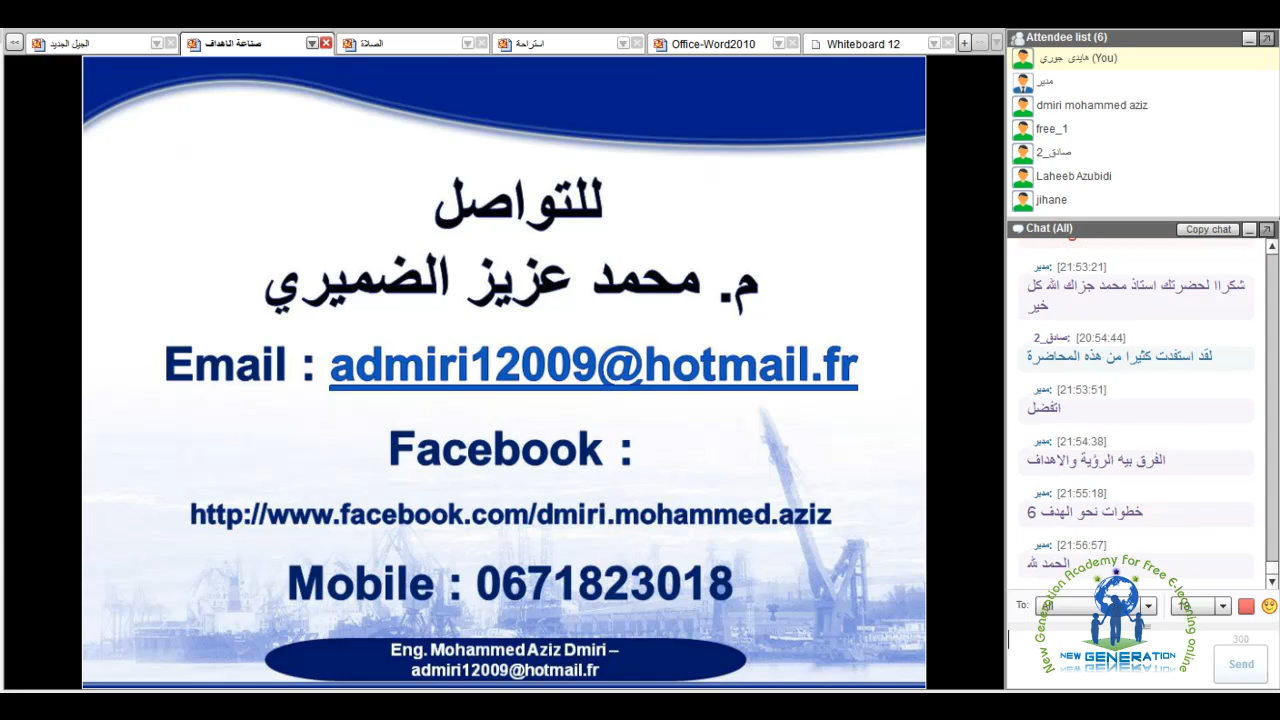 <<
الجيل الجديد
صناعة الاهداف
الصلاة
استراحة
Office-Word2010
Whiteboard 12
للتواصل
م. محمد عزيز الضميري
Email : admiri12009@hotmail.fr
Facebook :
http://www.facebook.com/dmiri.mohammed.aziz
Mobile : 0671823018
Eng. Mohammed Aziz Dmiri –
admiri12009@hotmail.fr
Attendee list (6)
هايدى جوري (You)
مدير
dmiri mohammed aziz
free_1
صادق_2
Laheeb Azubidi
jihane
Chat (All)
Copy chat
مدير: [21:53:21]
شكراا لحضرتك استاذ محمد جزاك الله كل
خير
صادق_2: [20:54:44]
لقد استفدت كثيرا من هذه المحاضرة
مدير: [21:53:51]
اتفضل
مدير: [21:54:38]
الفرق بيه الرؤية والاهداف
مدير: [21:55:18]
خطوات نحو الهدف 6
مدير: [21:56:57]
الحمد لله
To:
All
300
Send
New Generation Academy for Free E-learning online
NEW GENERATION